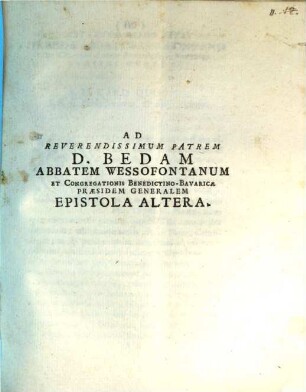 AD
REVERENDISSIMUM PATREM
D. BEDAM
ABBATEM WESSOFONTANUM
ET CONGREGATIONIS BENEDICTINO-BAVARICÆ
PRÆSIDEM GENERALEM
EPISTOLA ALTERA.